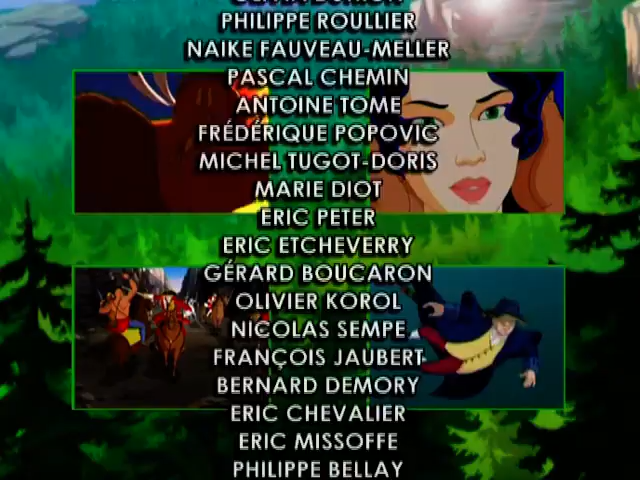 PHILIPPE ROULLIER
NAIKE FAUVEAU-MELLER
PASCAL CHEMIN
ANTOINE TOME
FRÉDÉRIQUE POPOVIC
MICHEL TUGOT-DORIS
MARIE DIOT
ERIC PETER
ERIC ETCHEVERRY
GÉRARD BOUCARON
OLIVIER KOROL
NICOLAS SEMPE
FRANÇOIS JAUBERT
BERNARD DEMORY
ERIC CHEVALIER
ERIC MISSOFFE
PHILIPPE BELLAY